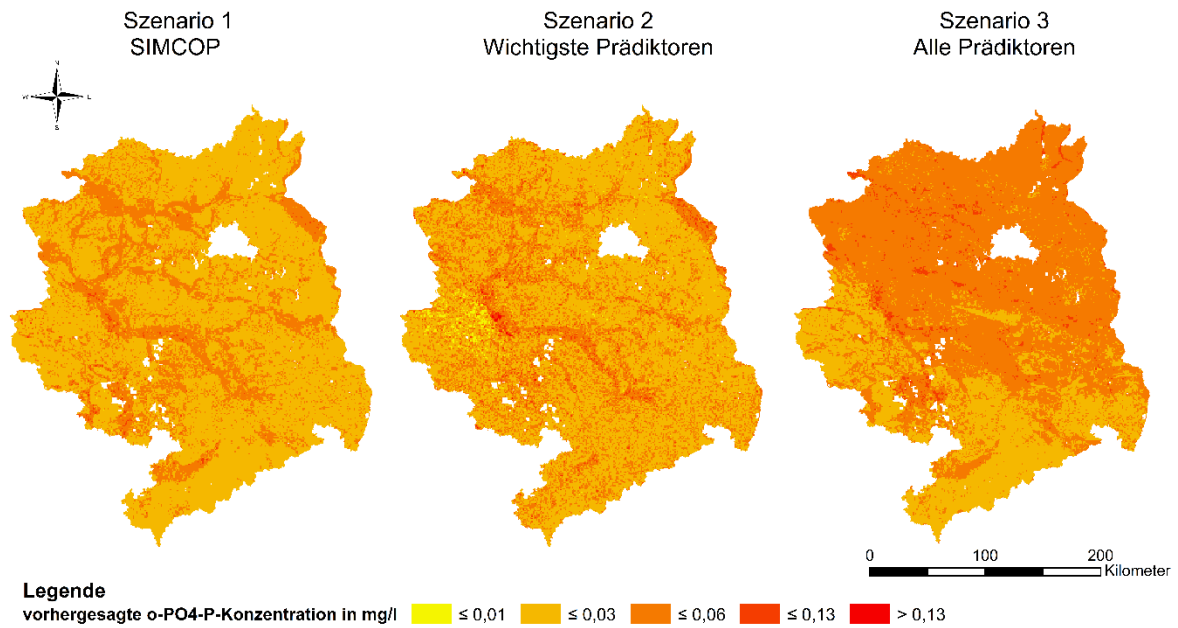 Szenario 1
SIMCOP
Szenario 2
Wichtigste Prädiktoren
Szenario 3
Alle Prädiktoren
N
S
0 100 200
Kilometer
Legende
vorhergesagte o-PO4-P-Konzentration in mg/l ≤ 0,01 ≤ 0,03 ≤ 0,06 ≤ 0,13 > 0,13